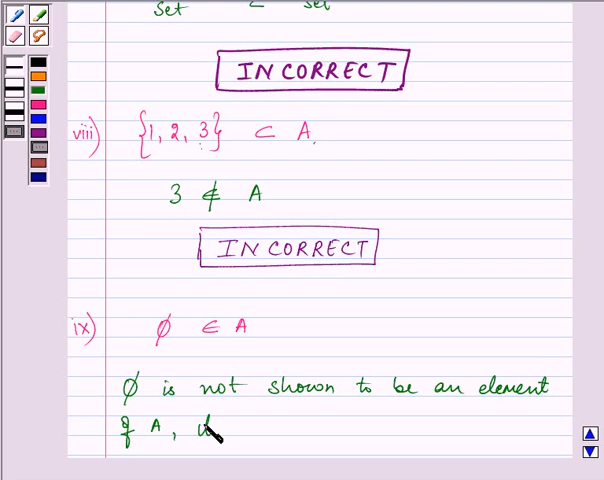 Set ⊂ Set
INCORRECT
viii) {1, 2, 3} ⊂ A.
3 ∉ A
INCORRECT
ix) ϕ ∈ A
ϕ is not shown to be an element
of A,